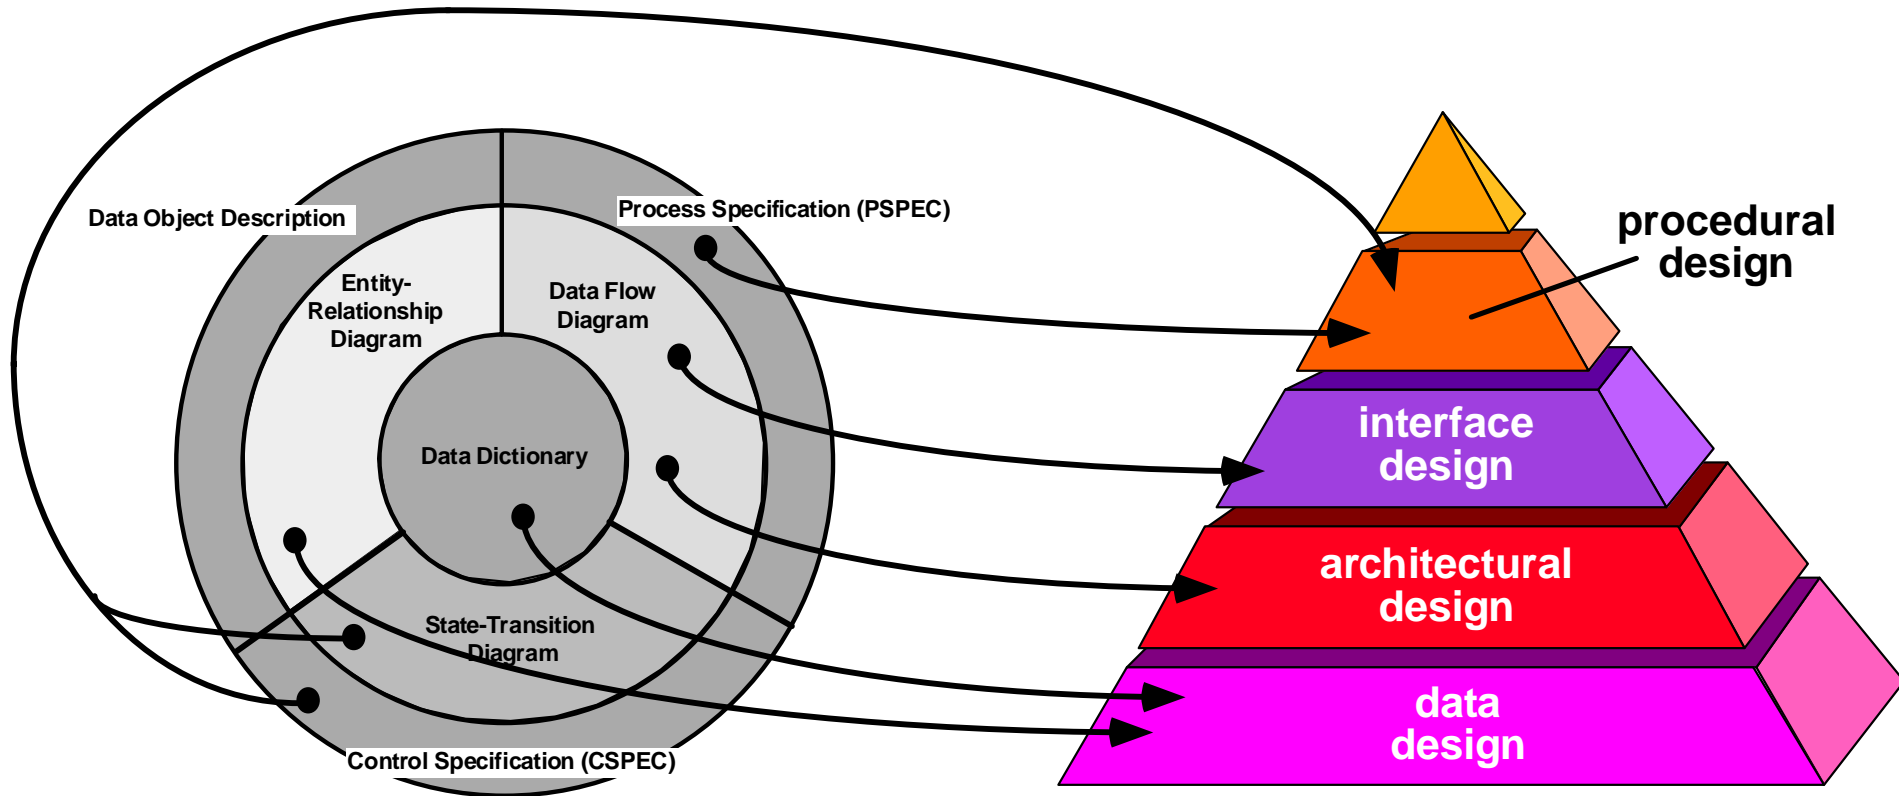 Data Object Description
Process Specification (PSPEC)
Entity-
Relationship
Diagram
Data Flow
Diagram
Data Dictionary
State-Transition
Diagram
Control Specification (CSPEC)
procedural
design
interface
design
architectural
design
data
design